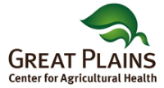 GREAT PLAINS
Center for Agricultural Health